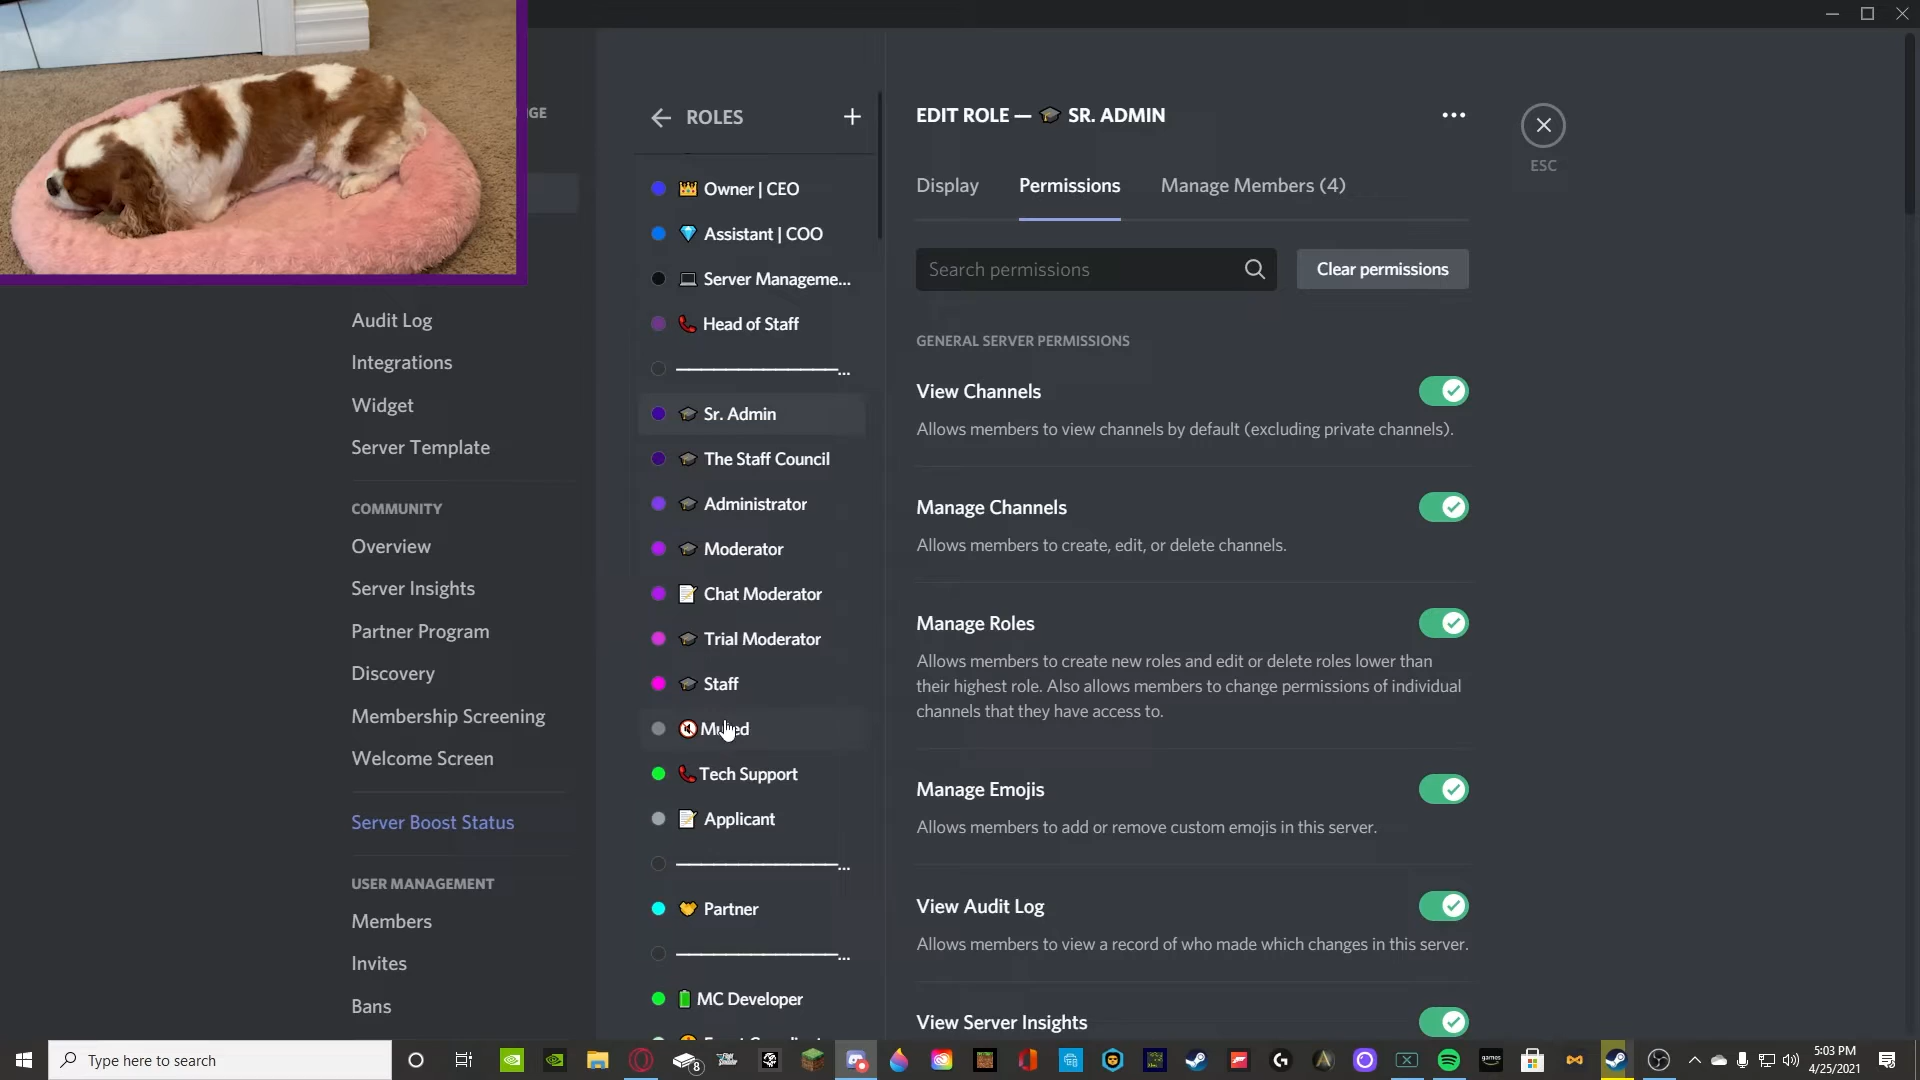 NGE
Audit Log
Integrations
Widget
Server Template
COMMUNITY
Overview
Server Insights
Partner Program
Discovery
Membership Screening
Welcome Screen
Server Boost Status
USER MANAGEMENT
Members
Invites
Bans
ROLES
Owner | CEO
Assistant | COO
Server Manageme...
Head of Staff
Sr. Admin
The Staff Council
Administrator
Moderator
Chat Moderator
Trial Moderator
Staff
Muted
Tech Support
Applicant
Partner
MC Developer
EDIT ROLE — 🎓 SR. ADMIN
Display Permissions Manage Members (4)
Search permissions Clear permissions
GENERAL SERVER PERMISSIONS
View Channels
Allows members to view channels by default (excluding private channels).
Manage Channels
Allows members to create, edit, or delete channels.
Manage Roles
Allows members to create new roles and edit or delete roles lower than
their highest role. Also allows members to change permissions of individual
channels that they have access to.
Manage Emojis
Allows members to add or remove custom emojis in this server.
View Audit Log
Allows members to view a record of who made which changes in this server.
View Server Insights
ESC
Type here to search
8
games
5:03 PM
4/25/2021